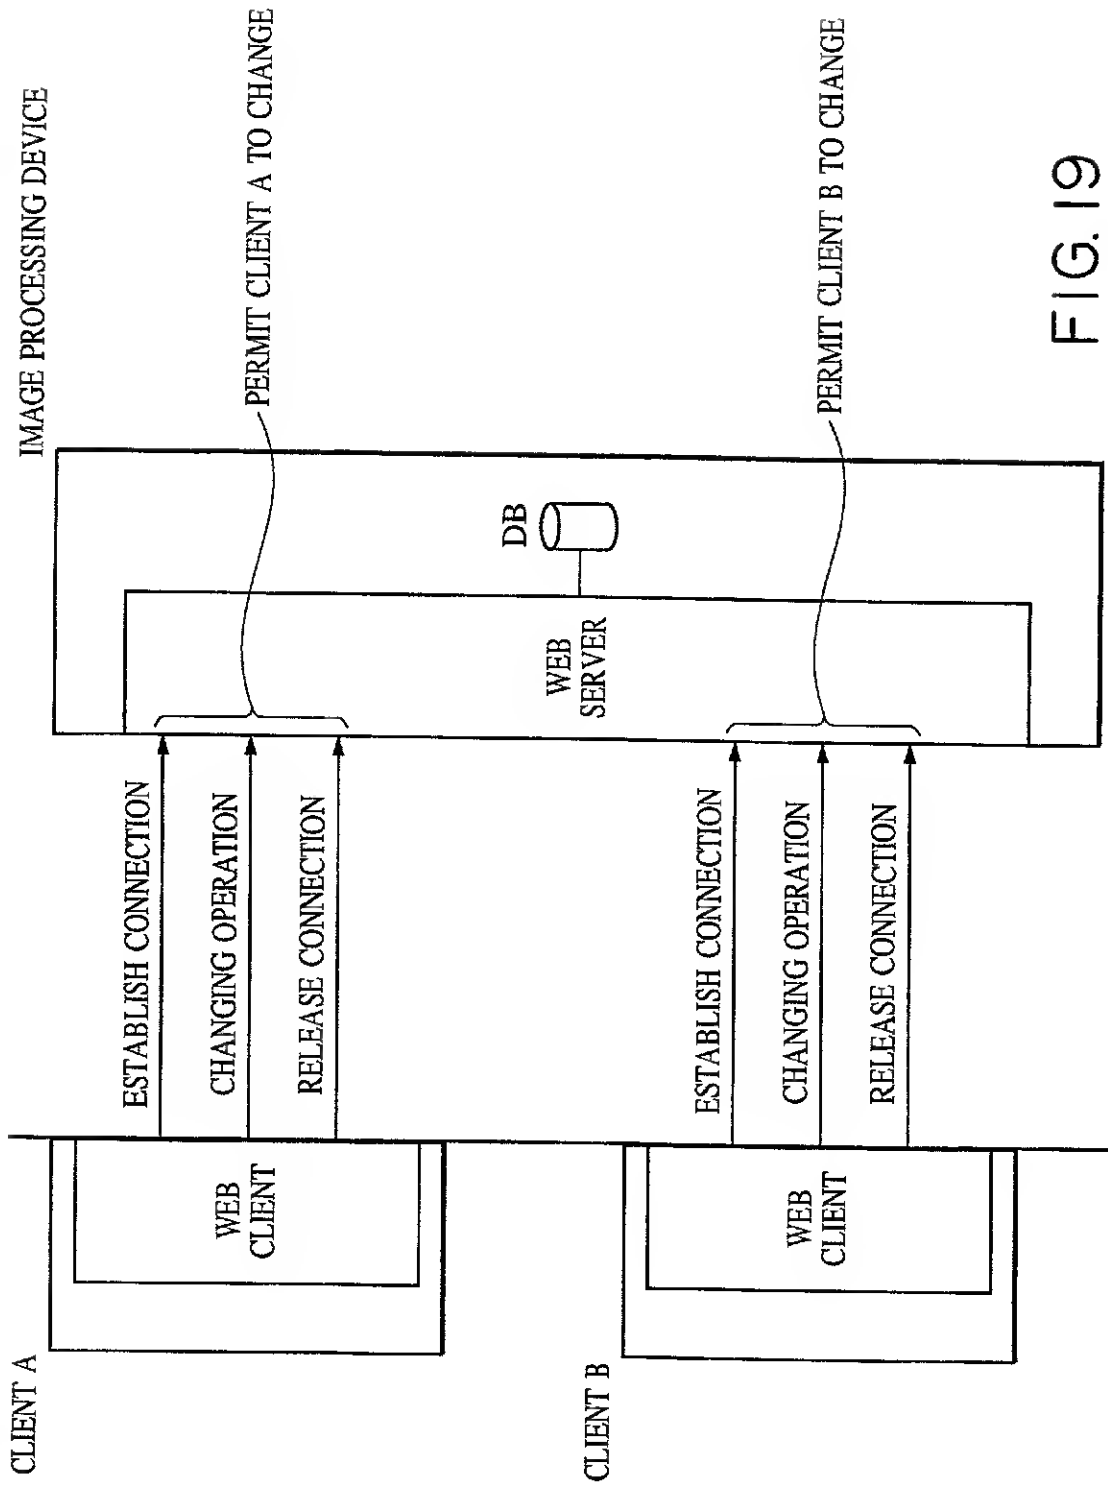 IMAGE PROCESSING DEVICE
CLIENT A
WEB
CLIENT
ESTABLISH CONNECTION
CHANGING OPERATION
RELEASE CONNECTION
PERMIT CLIENT A TO CHANGE
WEB
SERVER
DB
CLIENT B
WEB
CLIENT
ESTABLISH CONNECTION
CHANGING OPERATION
RELEASE CONNECTION
PERMIT CLIENT B TO CHANGE
FIG. 19